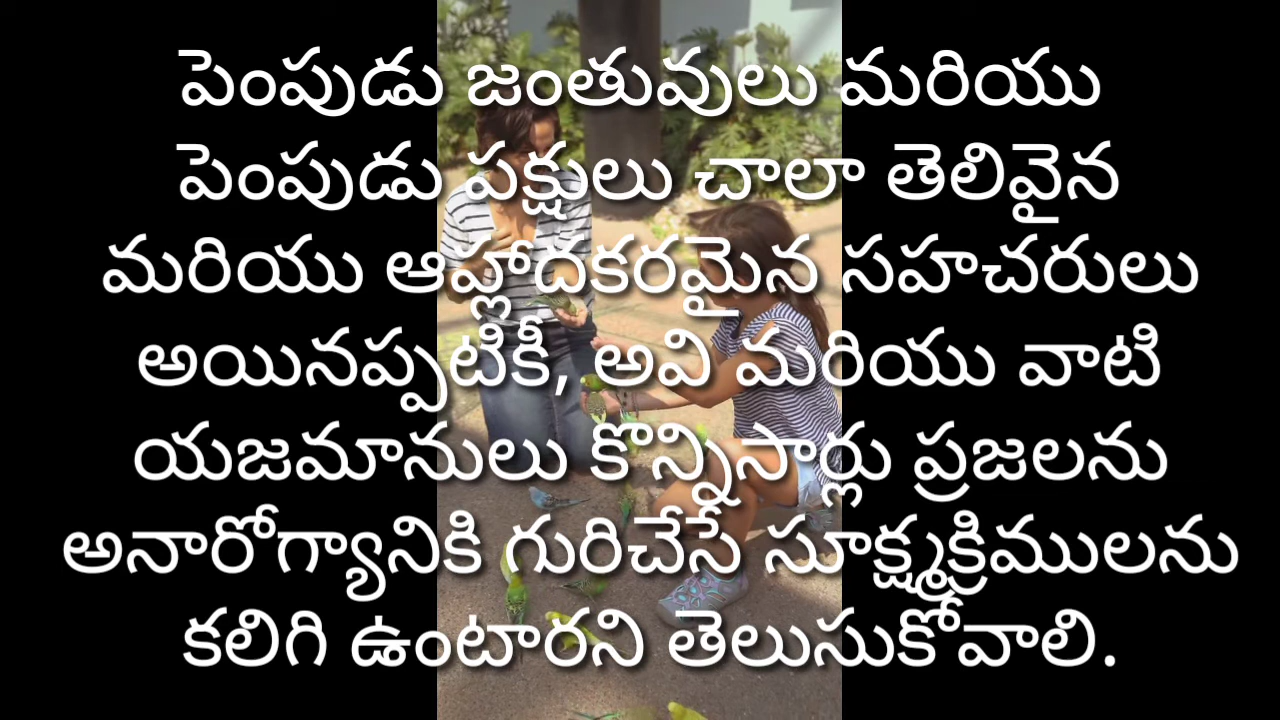 పెంపుడు జంతువులు మరియు
పెంపుడు పక్షులు చాలా తెలివైన
మరియు ఆహ్లాదకరమైన సహచరులు
అయినప్పటికీ, అవి మరియు వాటి
యజమానులు కొన్నిసార్లు ప్రజలను
అనారోగ్యానికి గురిచేసే సూక్ష్మక్రిములను
కలిగి ఉంటారని తెలుసుకోవాలి.